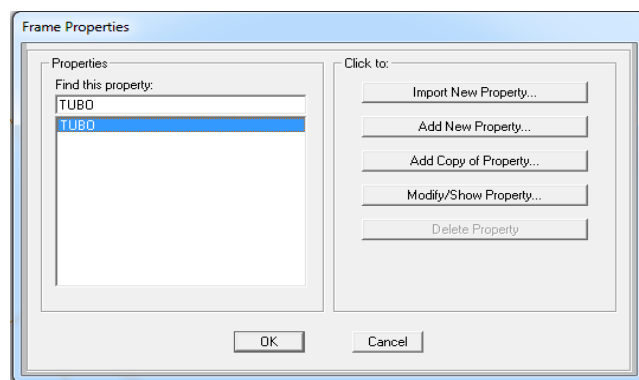 Frame Properties
Properties
Find this property:
TUBO
TUBO
Click to:
Import New Property...
Add New Property...
Add Copy of Property...
Modify/Show Property...
Delete Property
OK
Cancel